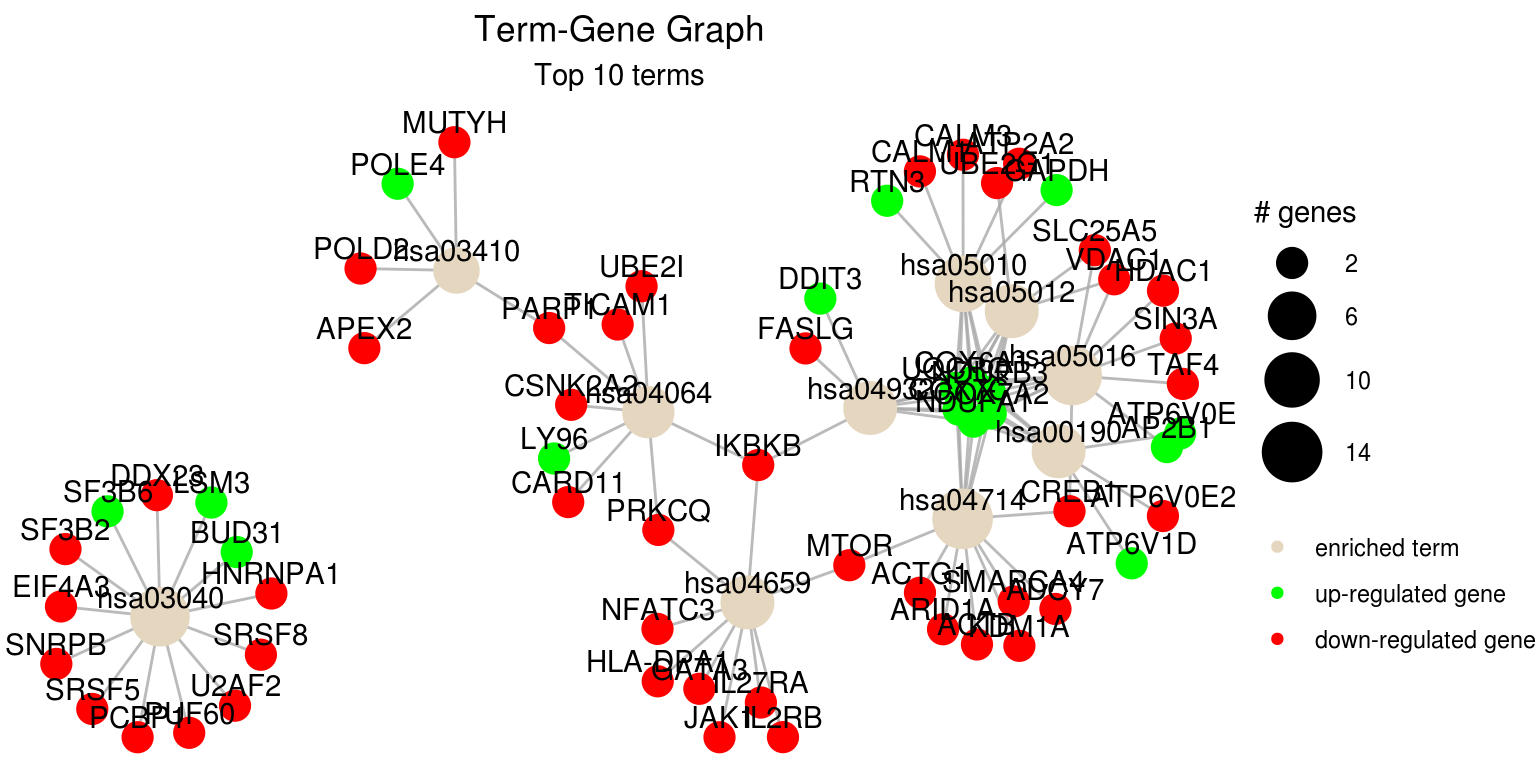 Term-Gene Graph
Top 10 terms
MUTYH
POLE4
POLD2
hsa03410
APEX2
PARP1
TICAM1
UBE2I
CSNK2A2
hsa04064
LY96
CARD11
IKBKB
PRKCQ
DDIT3
FASLG
hsa04932
CALM3
CALM1
ATP2A2
UBE2G1
GAPDH
RTN3
hsa05010
hsa05012
SLC25A5
VDAC1
HDAC1
SIN3A
hsa05016
TAF4
NDUFA1
ATP6V0E
AP2B1
hsa00190
CREB1
ATP6V0E2
ATP6V1D
hsa04714
MTOR
ACTG1
SMARCA4
ADCY7
ARID1A
ACTB
KDM1A
hsa04659
NFATC3
HLA-DPA1
GATA3
IL27RA
JAK1
IL2RB
DDX23
LSM3
SF3B6
SF3B2
BUD31
EIF4A3
HNRNPA1
hsa03040
SNRPB
SRSF8
SRSF5
U2AF2
PCBP1
PUF60
# genes
2
6
10
14
enriched term
up-regulated gene
down-regulated gene